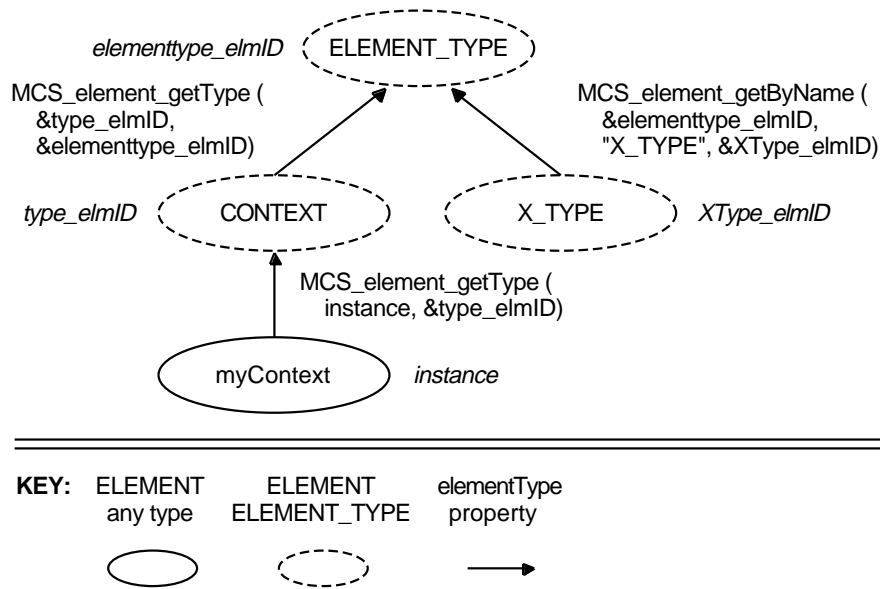 elementtype_elmID ELEMENT_TYPE
MCS_element_getType (
&type_elmID,
&elementtype_elmID)
MCS_element_getByName (
&elementtype_elmID,
"X_TYPE", &XType_elmID)
type_elmID CONTEXT X_TYPE XType_elmID
MCS_element_getType (
instance, &type_elmID)
myContext instance
KEY: ELEMENT ELEMENT elementType
any type ELEMENT_TYPE property